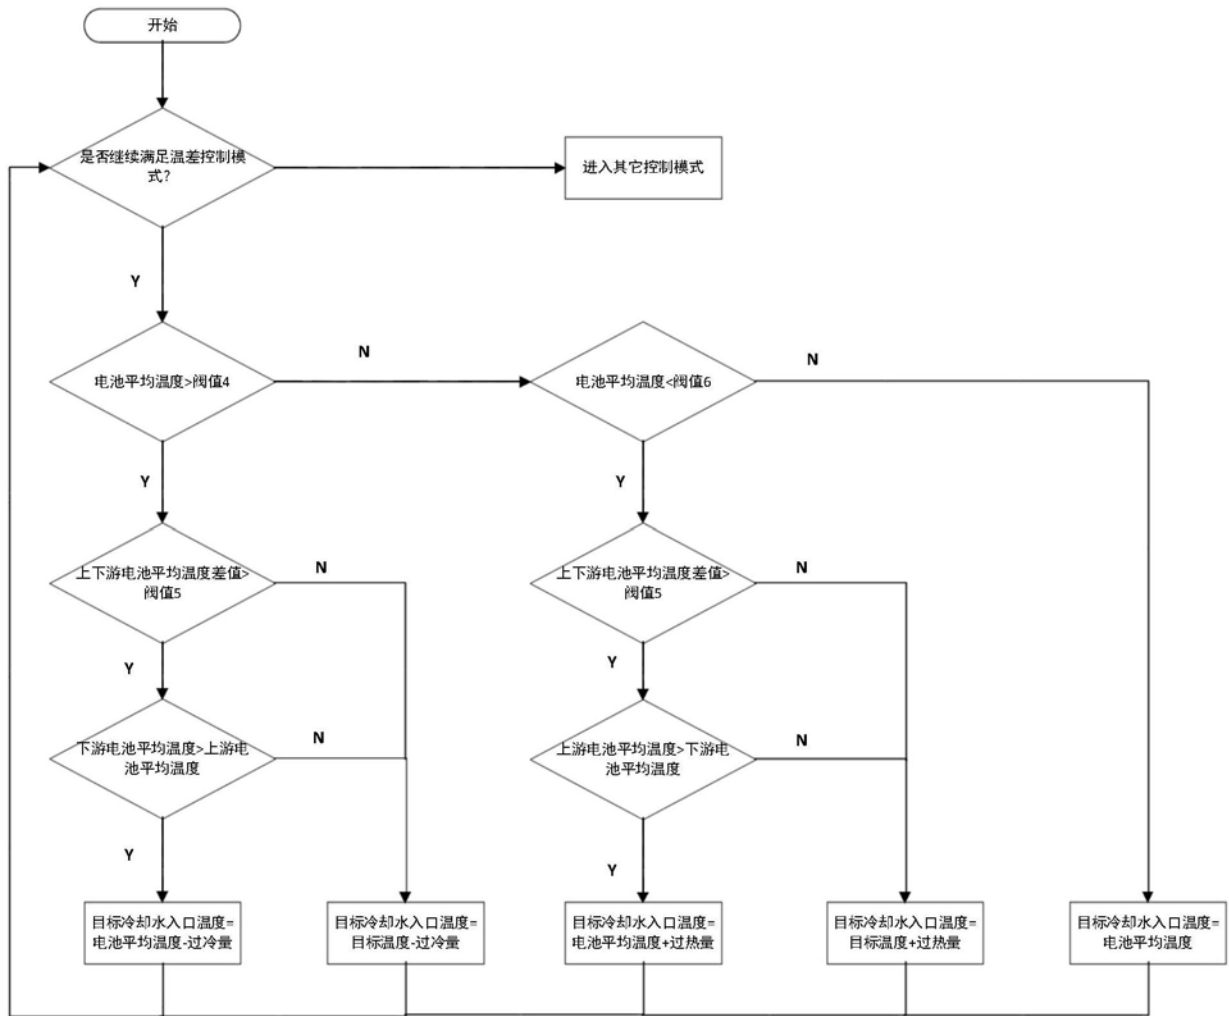 开始
是否继续满足温差控制模
式?
进入其它控制模式
Y
电池平均温度>阀值4
N
电池平均温度<阀值6
N
Y
Y
上下游电池平均温度差值>
阀值5
N
上下游电池平均温度差值>
阀值5
N
Y
Y
下游电池平均温度>上游电
池平均温度
N
上游电池平均温度>下游电
池平均温度
N
Y
Y
目标冷却水入口温度=
电池平均温度-过冷量
目标冷却水入口温度=
目标温度-过冷量
目标冷却水入口温度=
电池平均温度+过热量
目标冷却水入口温度=
目标温度+过热量
目标冷却水入口温度=
电池平均温度